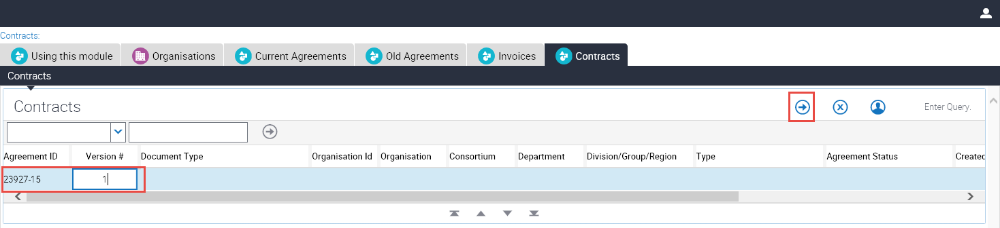 Contracts:
Using this module Organisations Current Agreements Old Agreements Invoices Contracts
Contracts
Contracts Enter Query.
Agreement ID Version # Document Type Organisation Id Organisation Consortium Department Division/Group/Region Type Agreement Status Created
23927-15 1